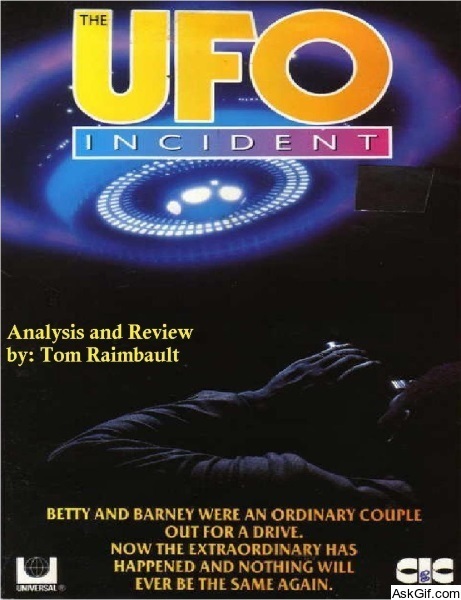 THE
UFO
INCIDENT
Analysis and Review
by: Tom Raimbault
BETTY AND BARNEY WERE AN ORDINARY COUPLE
OUT FOR A DRIVE.
NOW THE EXTRAORDINARY HAS
HAPPENED AND NOTHING WILL
EVER BE THE SAME AGAIN.
UNIVERSAL®
CIC
AskGif.com